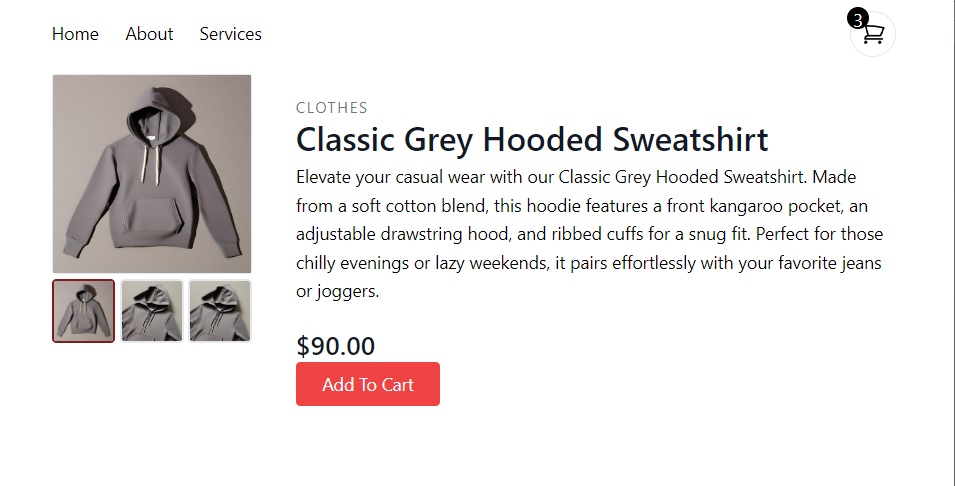 Home About Services
3
CLOTHES
Classic Grey Hooded Sweatshirt
Elevate your casual wear with our Classic Grey Hooded Sweatshirt. Made
from a soft cotton blend, this hoodie features a front kangaroo pocket, an
adjustable drawstring hood, and ribbed cuffs for a snug fit. Perfect for those
chilly evenings or lazy weekends, it pairs effortlessly with your favorite jeans
or joggers.
$90.00
Add To Cart